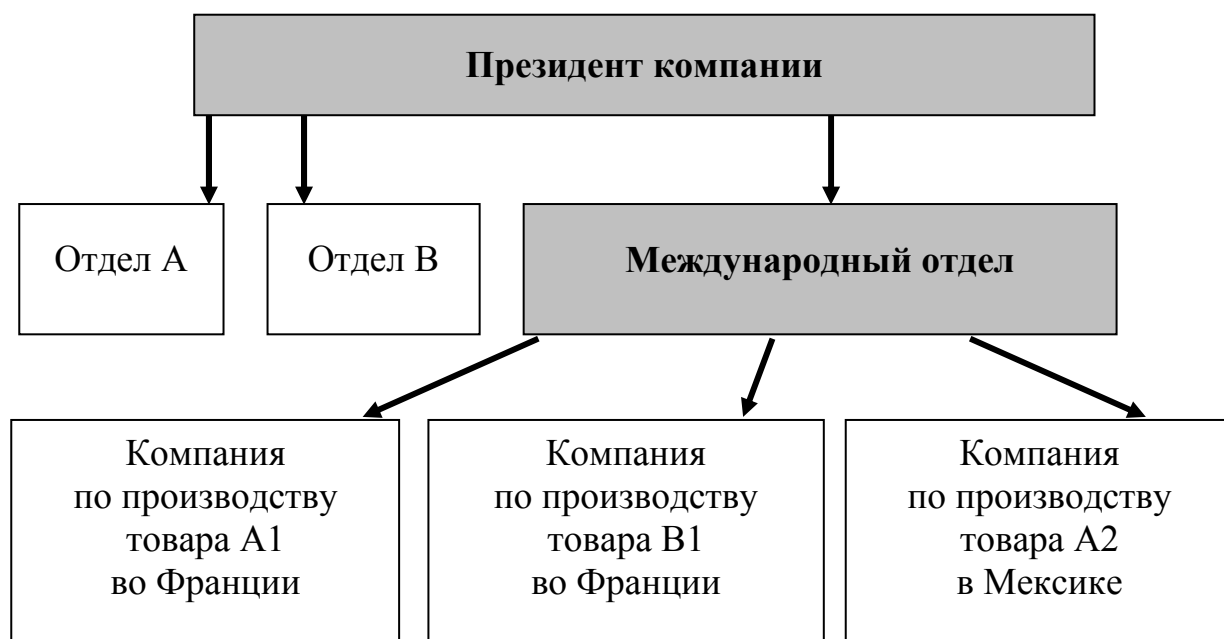 Президент компании
Отдел А
Отдел В
Международный отдел
Компания
по производству
товара А1
во Франции
Компания
по производству
товара В1
во Франции
Компания
по производству
товара А2
в Мексике